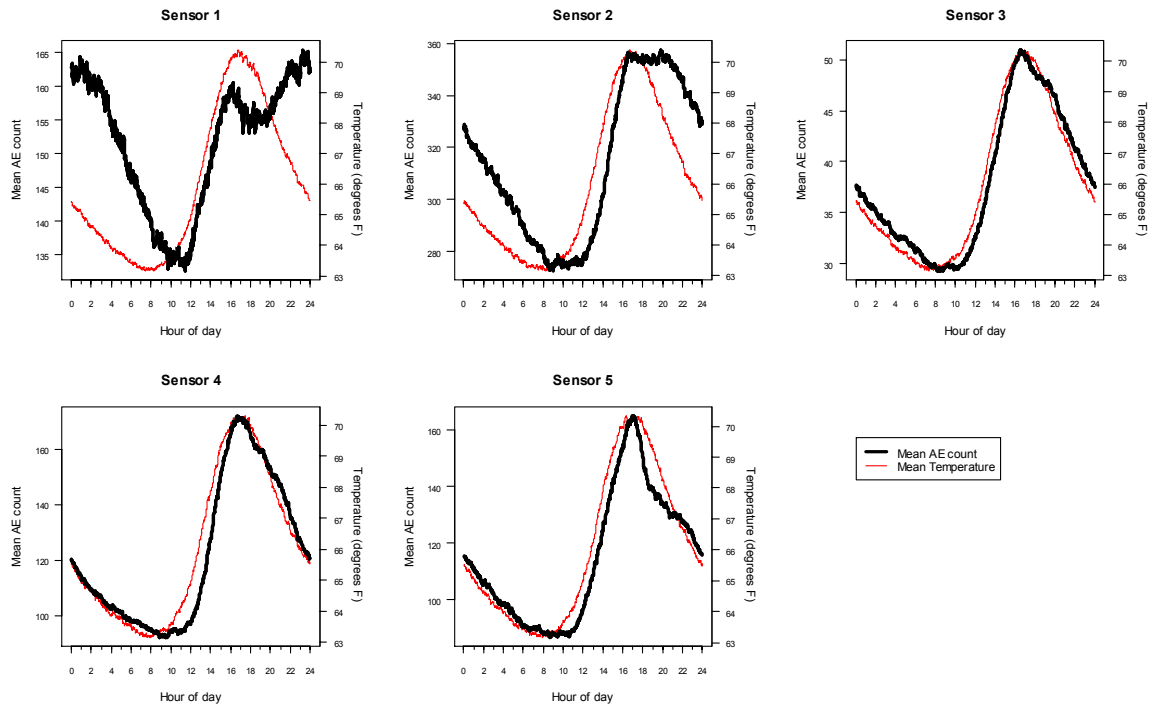 Sensor 1
Mean AE count
165
160
155
150
145
140
135
70
69
68
67
66
65
64
63
Temperature (degrees F)
0 2 4 6 8 10 12 14 16 18 20 22 24
Hour of day
Sensor 2
Mean AE count
360
340
320
300
280
70
69
68
67
66
65
64
63
Temperature (degrees F)
0 2 4 6 8 10 12 14 16 18 20 22 24
Hour of day
Sensor 3
Mean AE count
50
45
40
35
30
70
69
68
67
66
65
64
63
Temperature (degrees F)
0 2 4 6 8 10 12 14 16 18 20 22 24
Hour of day
Sensor 4
Mean AE count
160
140
120
100
70
69
68
67
66
65
64
63
Temperature (degrees F)
0 2 4 6 8 10 12 14 16 18 20 22 24
Hour of day
Sensor 5
Mean AE count
160
140
120
100
70
69
68
67
66
65
64
63
Temperature (degrees F)
0 2 4 6 8 10 12 14 16 18 20 22 24
Hour of day
Mean AE count
Mean Temperature